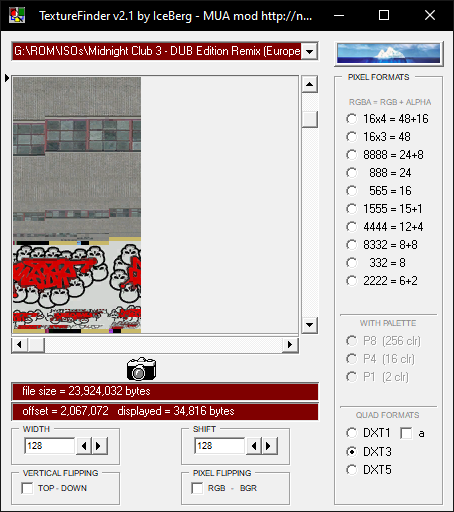 TextureFinder v2.1 by IceBerg - MUA mod http://n...
G:\ROM\ISOs\Midnight Club 3 - DUB Edition Remix (Europe
PIXEL FORMATS
RGBA = RGB + ALPHA
16x4 = 48+16
16x3 = 48
8888 = 24+8
888 = 24
565 = 16
1555 = 15+1
4444 = 12+4
8332 = 8+8
332 = 8
2222 = 6+2
WITH PALETTE
P8 (256 clr)
P4 (16 clr)
P1 (2 clr)
QUAD FORMATS
DXT1 a
DXT3
DXT5
file size = 23,924,032 bytes
offset = 2,067,072 displayed = 34,816 bytes
WIDTH
128
SHIFT
128
VERTICAL FLIPPING
TOP - DOWN
PIXEL FLIPPING
RGB - BGR